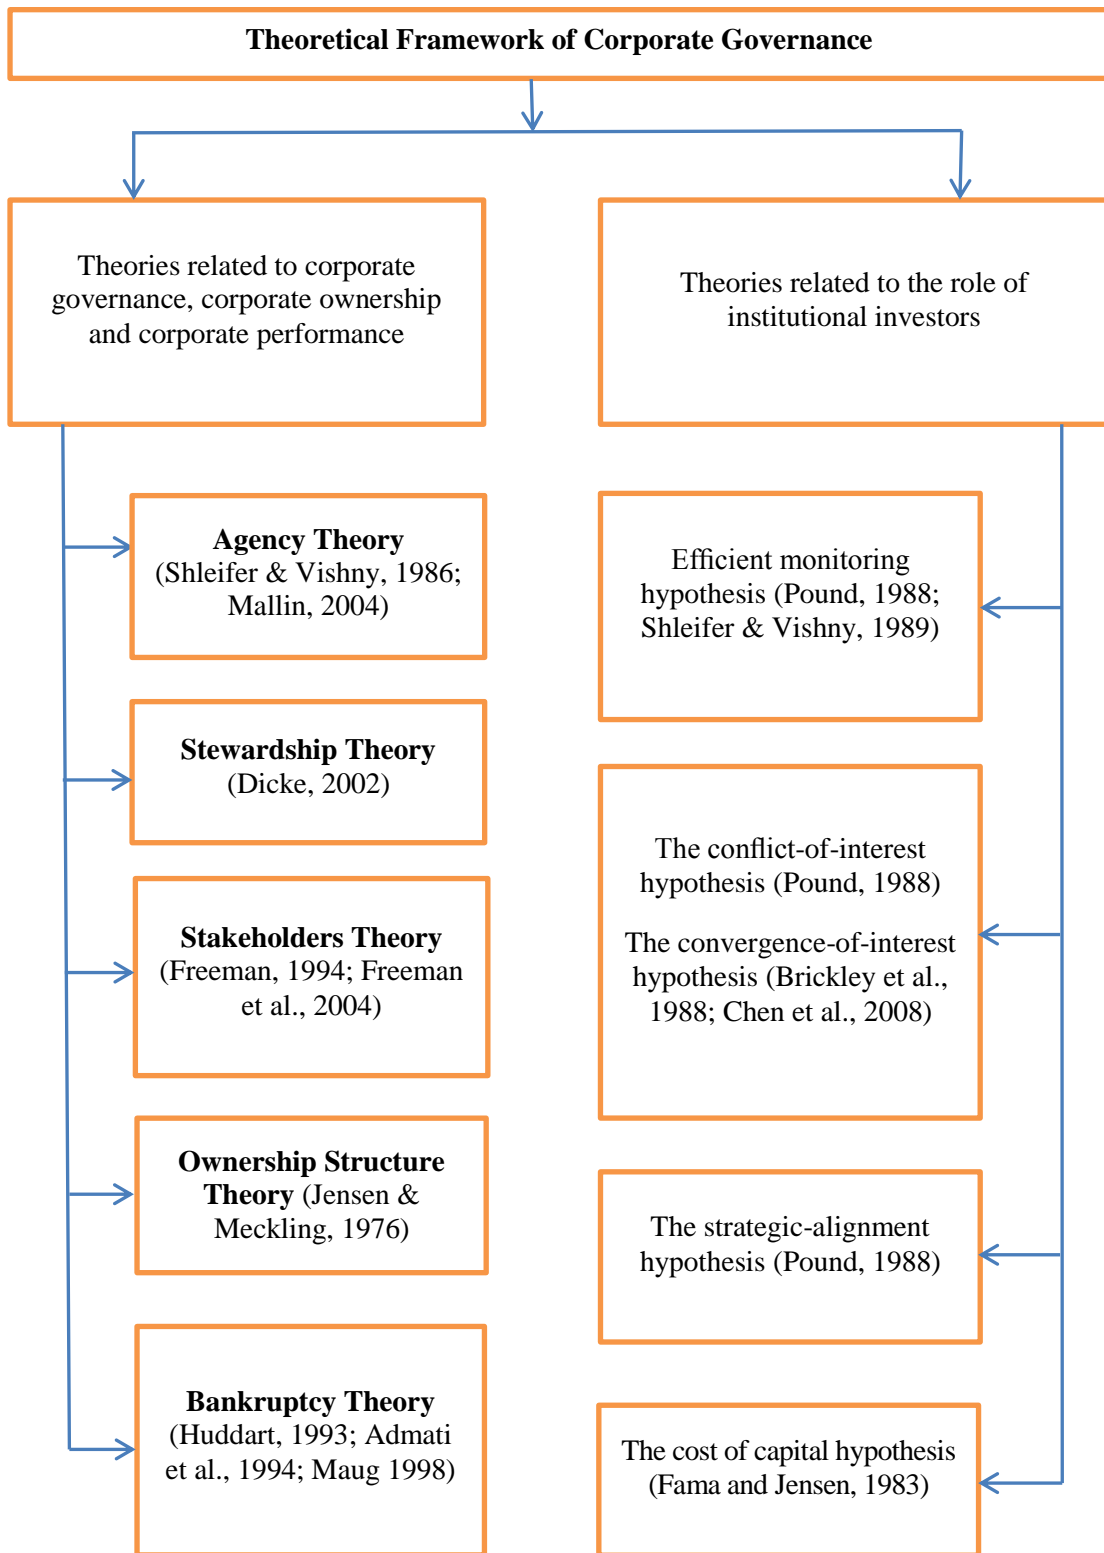 Theoretical Framework of Corporate Governance
Theories related to corporate
governance, corporate ownership
and corporate performance
Theories related to the role of
institutional investors
Agency Theory
(Shleifer & Vishny, 1986;
Mallin, 2004)
Stewardship Theory
(Dicke, 2002)
Stakeholders Theory
(Freeman, 1994; Freeman
et al., 2004)
Ownership Structure
Theory (Jensen &
Meckling, 1976)
Bankruptcy Theory
(Huddart, 1993; Admati
et al., 1994; Maug 1998)
Efficient monitoring
hypothesis (Pound, 1988;
Shleifer & Vishny, 1989)
The conflict-of-interest
hypothesis (Pound, 1988)
The convergence-of-interest
hypothesis (Brickley et al.,
1988; Chen et al., 2008)
The strategic-alignment
hypothesis (Pound, 1988)
The cost of capital hypothesis
(Fama and Jensen, 1983)